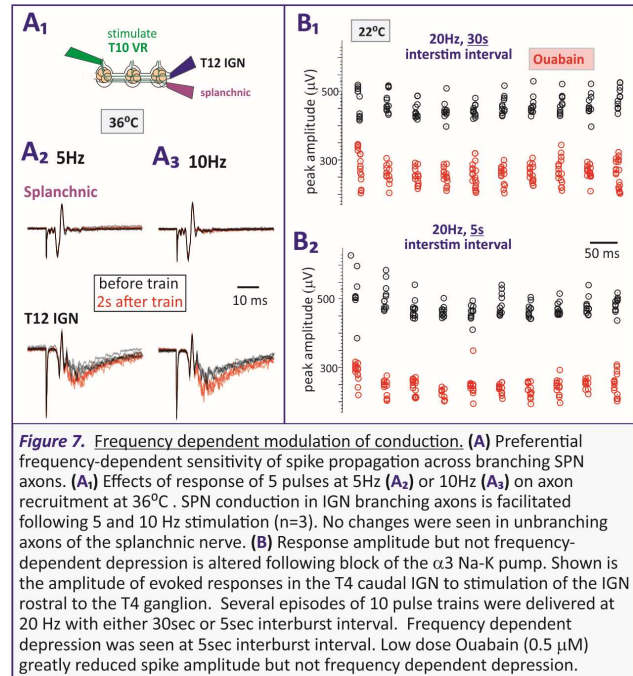 A1
stimulate
T10 VR
T12 IGN
splanchnic
36°C
A2 5Hz
A3 10Hz
Splanchnic
before train
2s after train
10 ms
T12 IGN
B1
22°C
20Hz, 30s
interstim interval
Ouabain
peak amplitude (µV)
500
300
B2
20Hz, 5s
interstim interval
50 ms
peak amplitude (µV)
500
300
Figure 7. Frequency dependent modulation of conduction. (A) Preferential
frequency-dependent sensitivity of spike propagation across branching SPN
axons. (A1) Effects of response of 5 pulses at 5Hz (A2) or 10Hz (A3) on axon
recruitment at 36°C . SPN conduction in IGN branching axons is facilitated
following 5 and 10 Hz stimulation (n=3). No changes were seen in unbranching
axons of the splanchnic nerve. (B) Response amplitude but not frequency-
dependent depression is altered following block of the α3 Na-K pump. Shown is
the amplitude of evoked responses in the T4 caudal IGN to stimulation of the IGN
rostral to the T4 ganglion. Several episodes of 10 pulse trains were delivered at
20 Hz with either 30sec or 5sec interburst interval. Frequency dependent
depression was seen at 5sec interburst interval. Low dose Ouabain (0.5 µM)
greatly reduced spike amplitude but not frequency dependent depression.